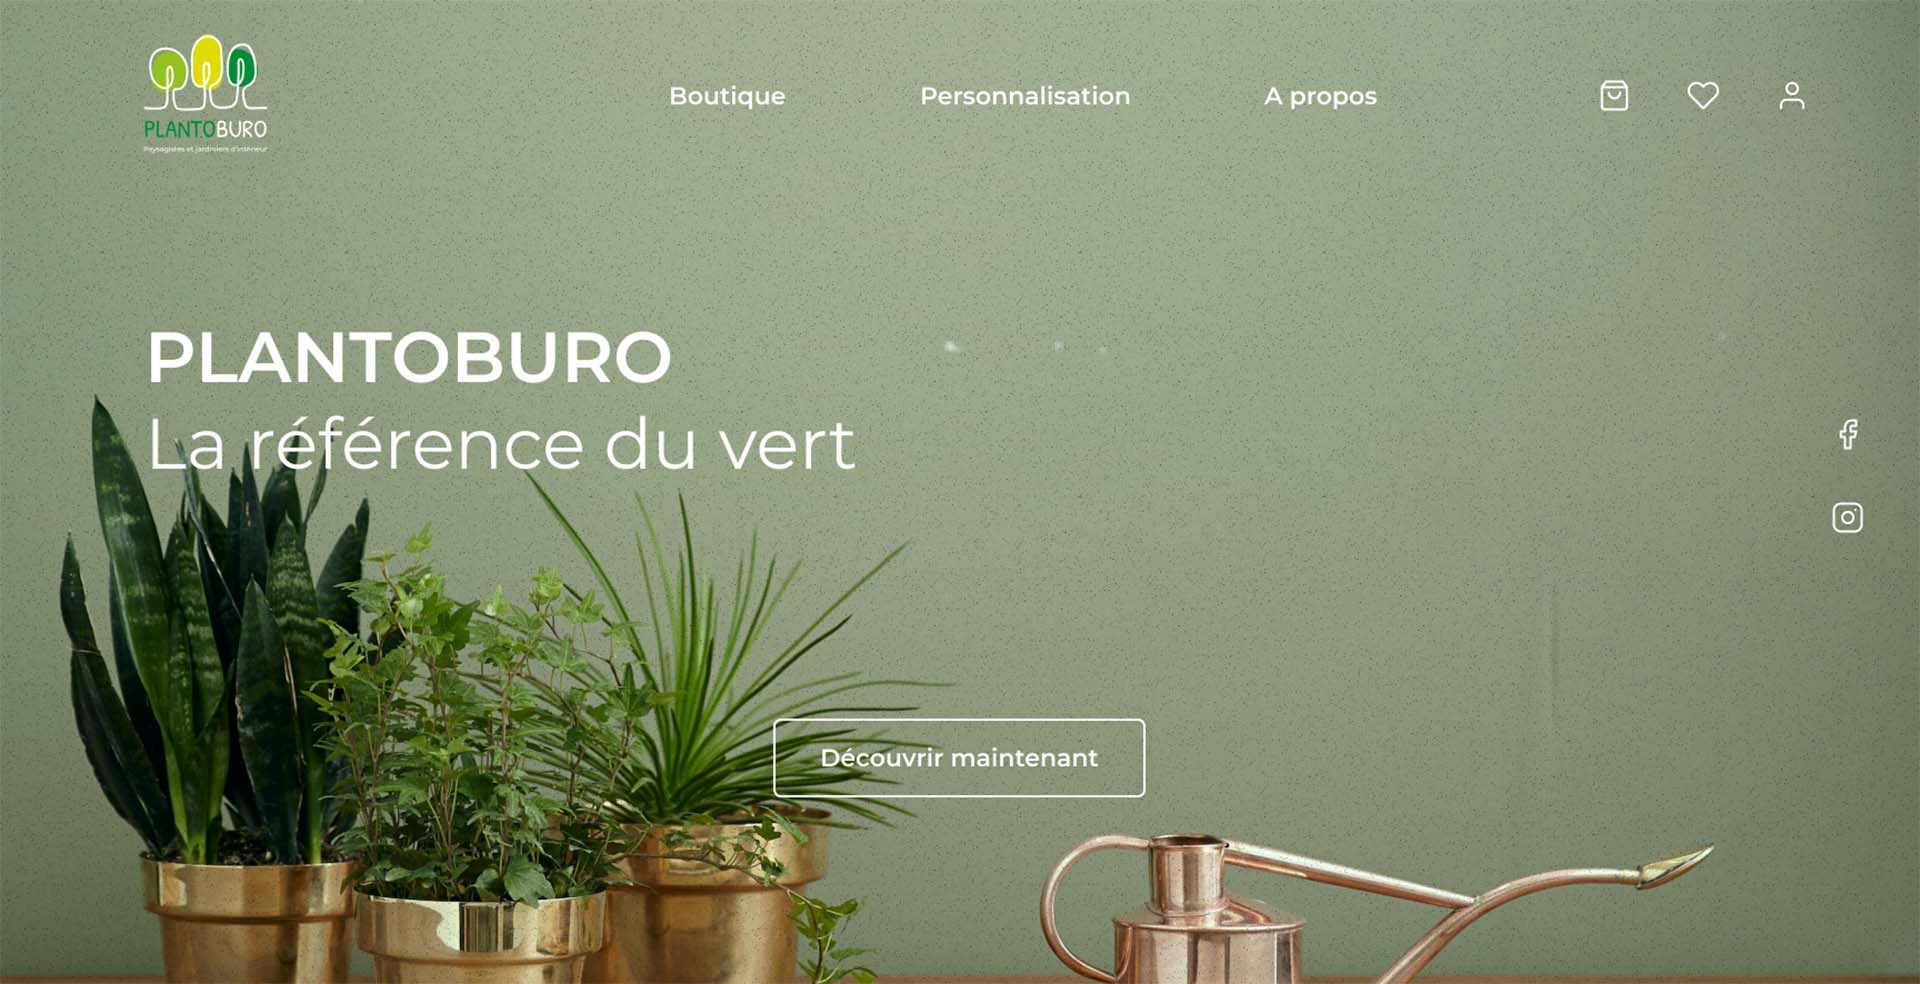 PLANTOBURO
Paysagistes et jardiniers d'intérieur
Boutique
Personnalisation
A propos
PLANTOBURO
La référence du vert
Découvrir maintenant